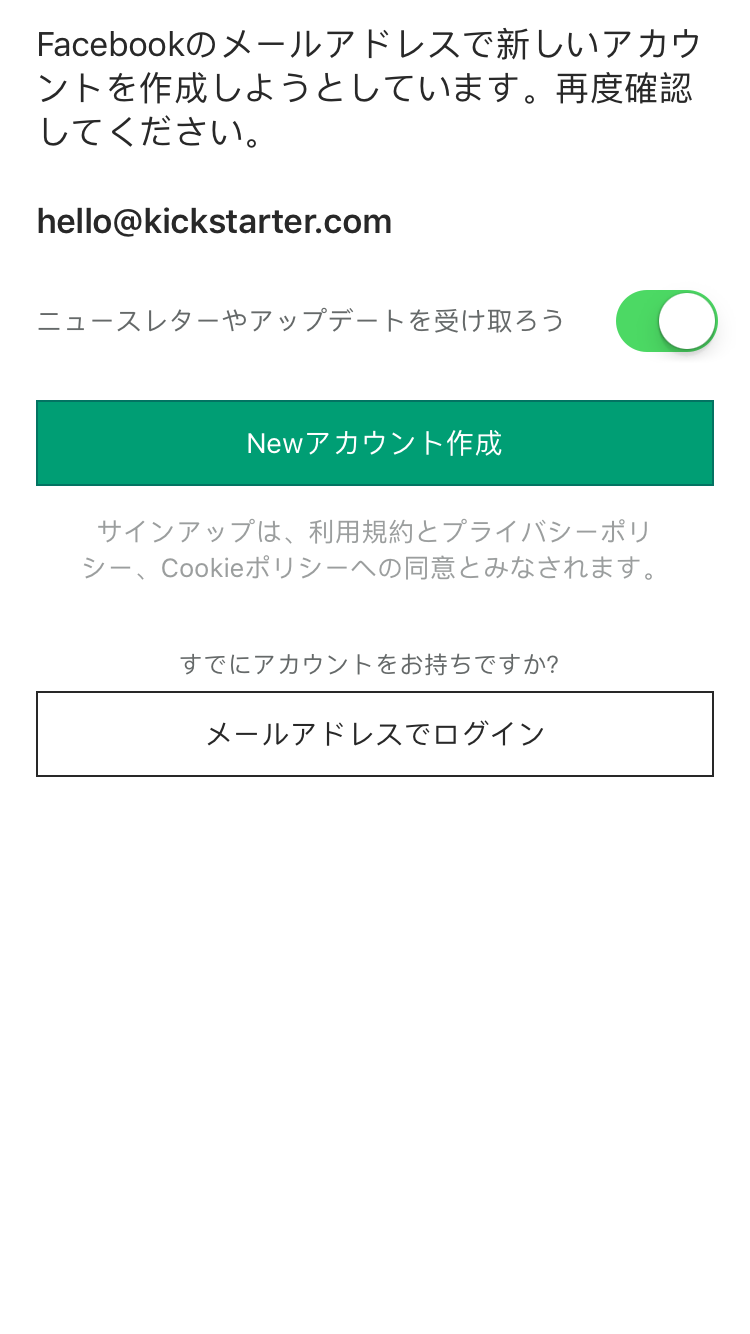 Facebookのメールアドレスで新しいアカウ
ントを作成しようとしています。再度確認
してください。
hello@kickstarter.com
ニュースレターやアップデートを受け取ろう
Newアカウント作成
サインアップは、利用規約とプライバシーポリ
シー、Cookieポリシーへの同意とみなされます。
すでにアカウントをお持ちですか?
メールアドレスでログイン